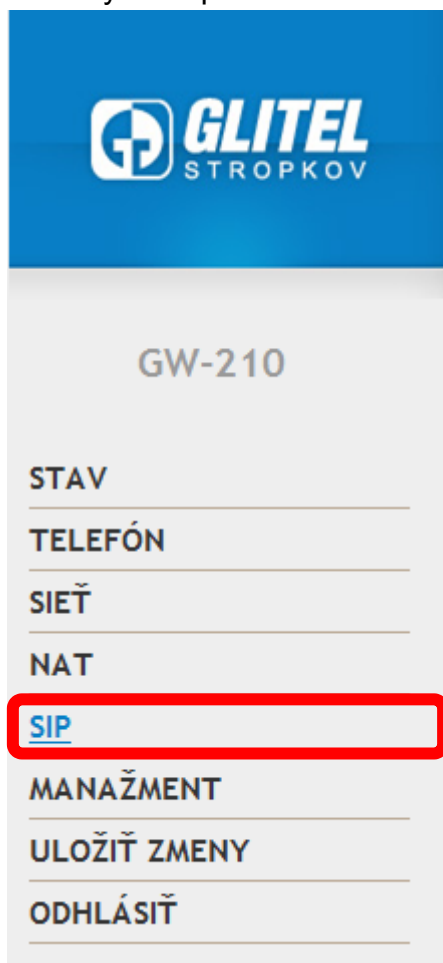 GLITEL
STROPKOV
GW-210
STAV
TELEFÓN
SIEŤ
NAT
SIP
MANAŽMENT
ULOŽIŤ ZMENY
ODHLÁSIŤ